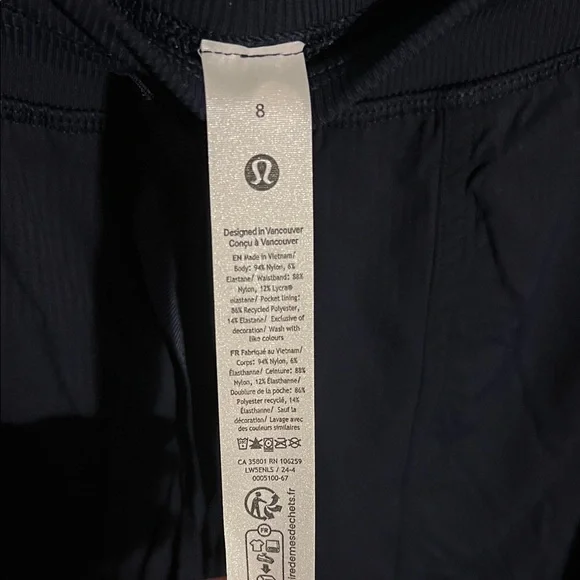 8
Designed in Vancouver
Conçu à Vancouver
EN Made in Vietnam/
Body: 94% Nylon, 6%
Elastane/ Waistband: 88%
Nylon, 12% Lycra®
elastane/ Pocket lining:
86% Recycled Polyester,
14% Elastane/ Exclusive of
decoration/ Wash with
like colours
FR Fabriqué au Vietnam/
Corps: 94% Nylon, 6%
Élasthanne/ Ceinture: 88%
Nylon, 12% Élasthanne/
Doublure de la poche: 86%
Polyester recyclé, 14%
Élasthanne/ Sauf la
décoration/ Lavage avec
des couleurs similaires
CA 35801 RN 106259
LW5ENLS / 24-4
0005100-67
FR
iredemesdechets.fr